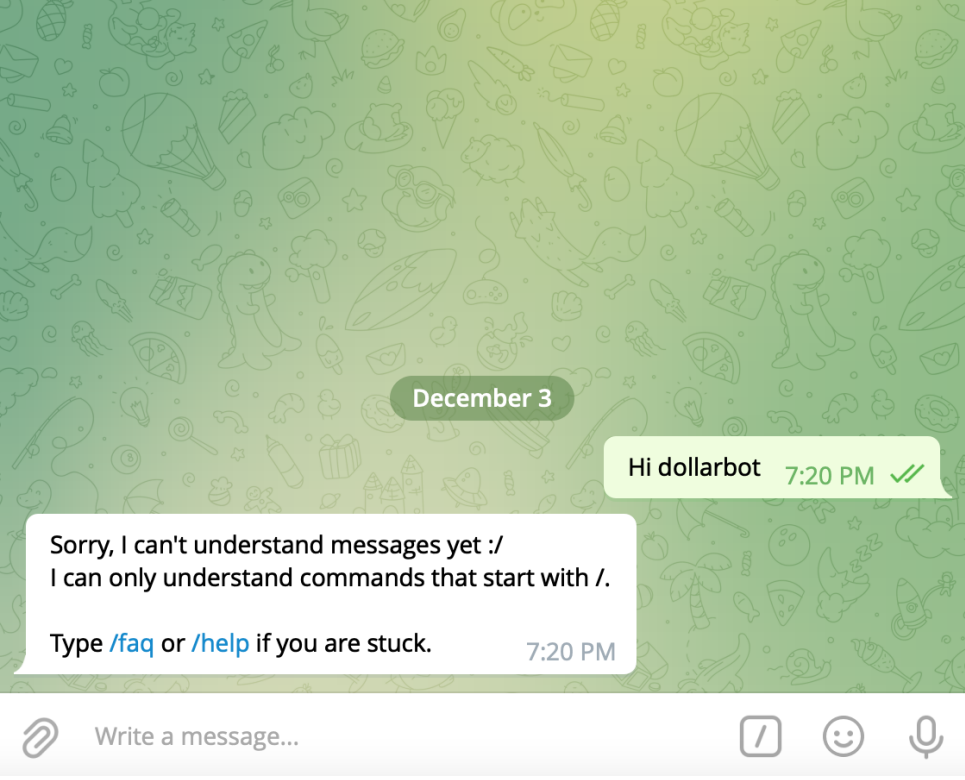 December 3
Hi dollarbot 7:20 PM
Sorry, I can't understand messages yet :/
I can only understand commands that start with /.
Type /faq or /help if you are stuck. 7:20 PM
Write a message...